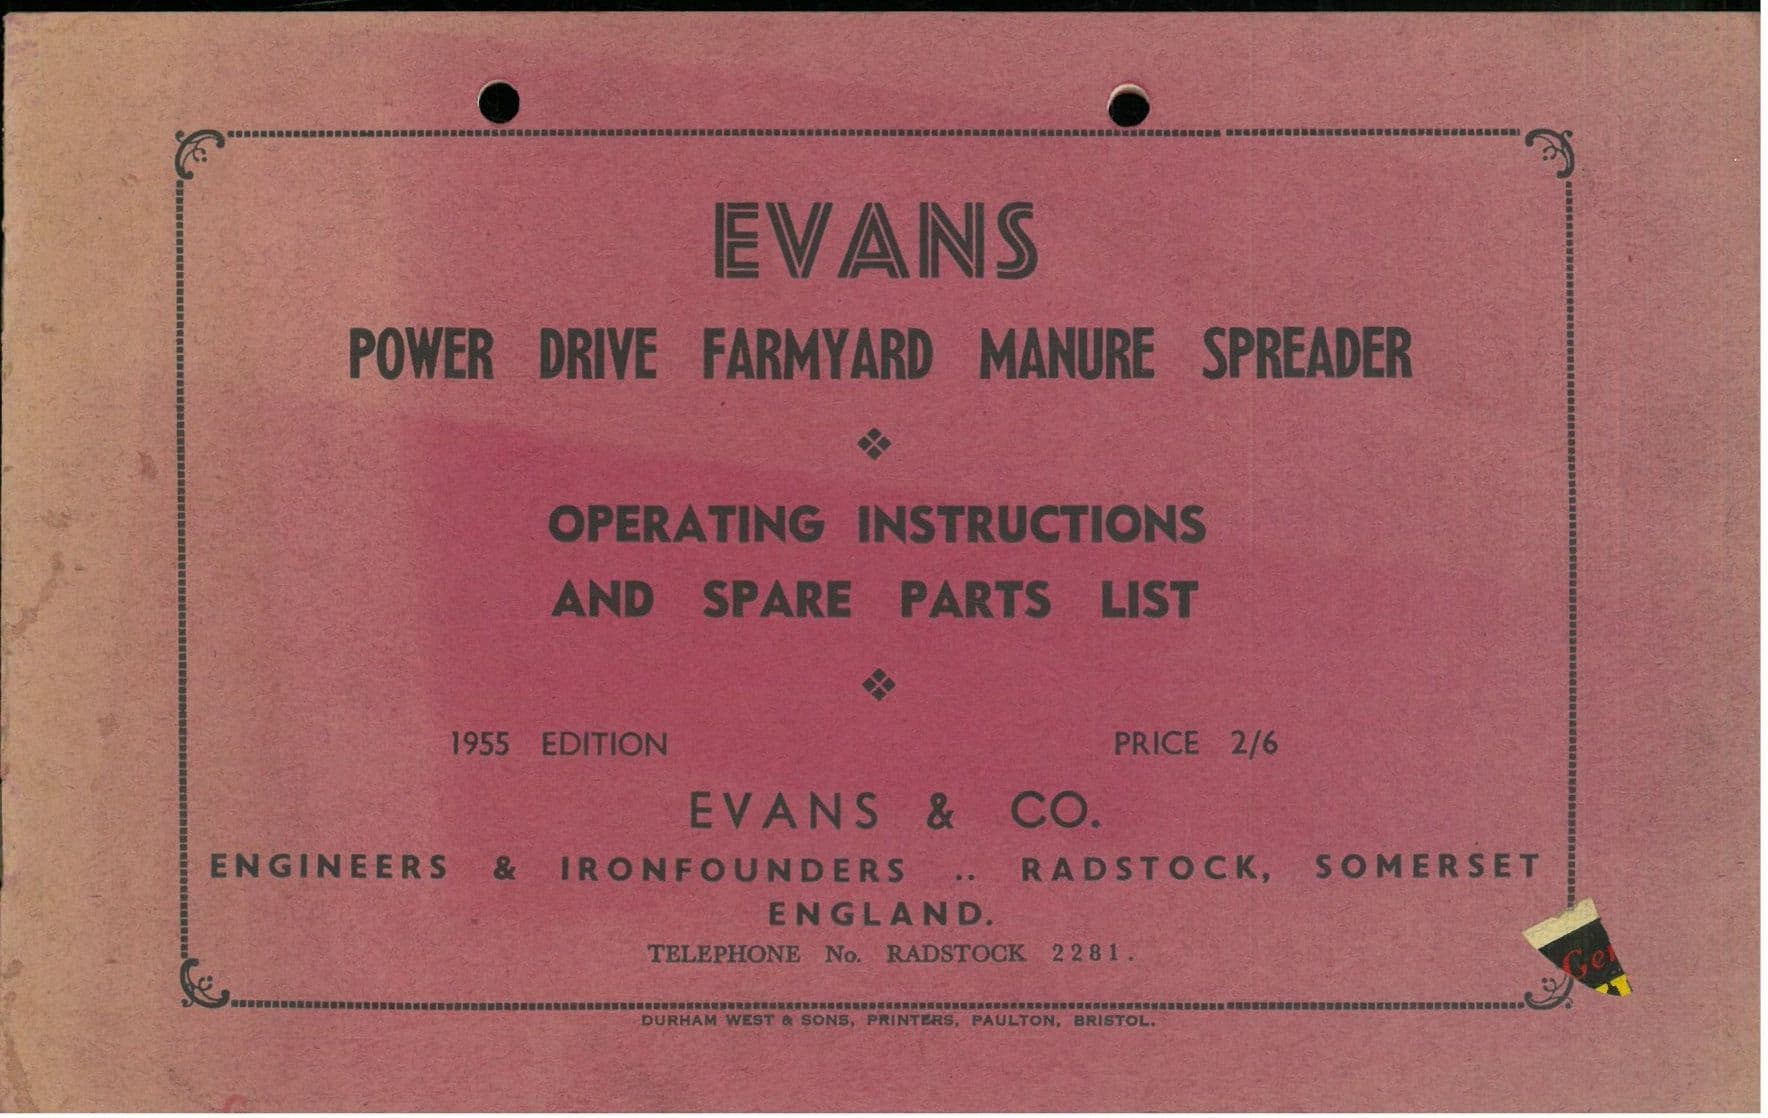 EVANS
POWER DRIVE FARMYARD MANURE SPREADER
OPERATING INSTRUCTIONS
AND SPARE PARTS LIST
1955 EDITION PRICE 2/6
EVANS & CO.
ENGINEERS & IRONFOUNDERS .. RADSTOCK, SOMERSET
ENGLAND.
TELEPHONE No. RADSTOCK 2281.
DURHAM WEST & SONS, PRINTERS, PAULTON, BRISTOL.